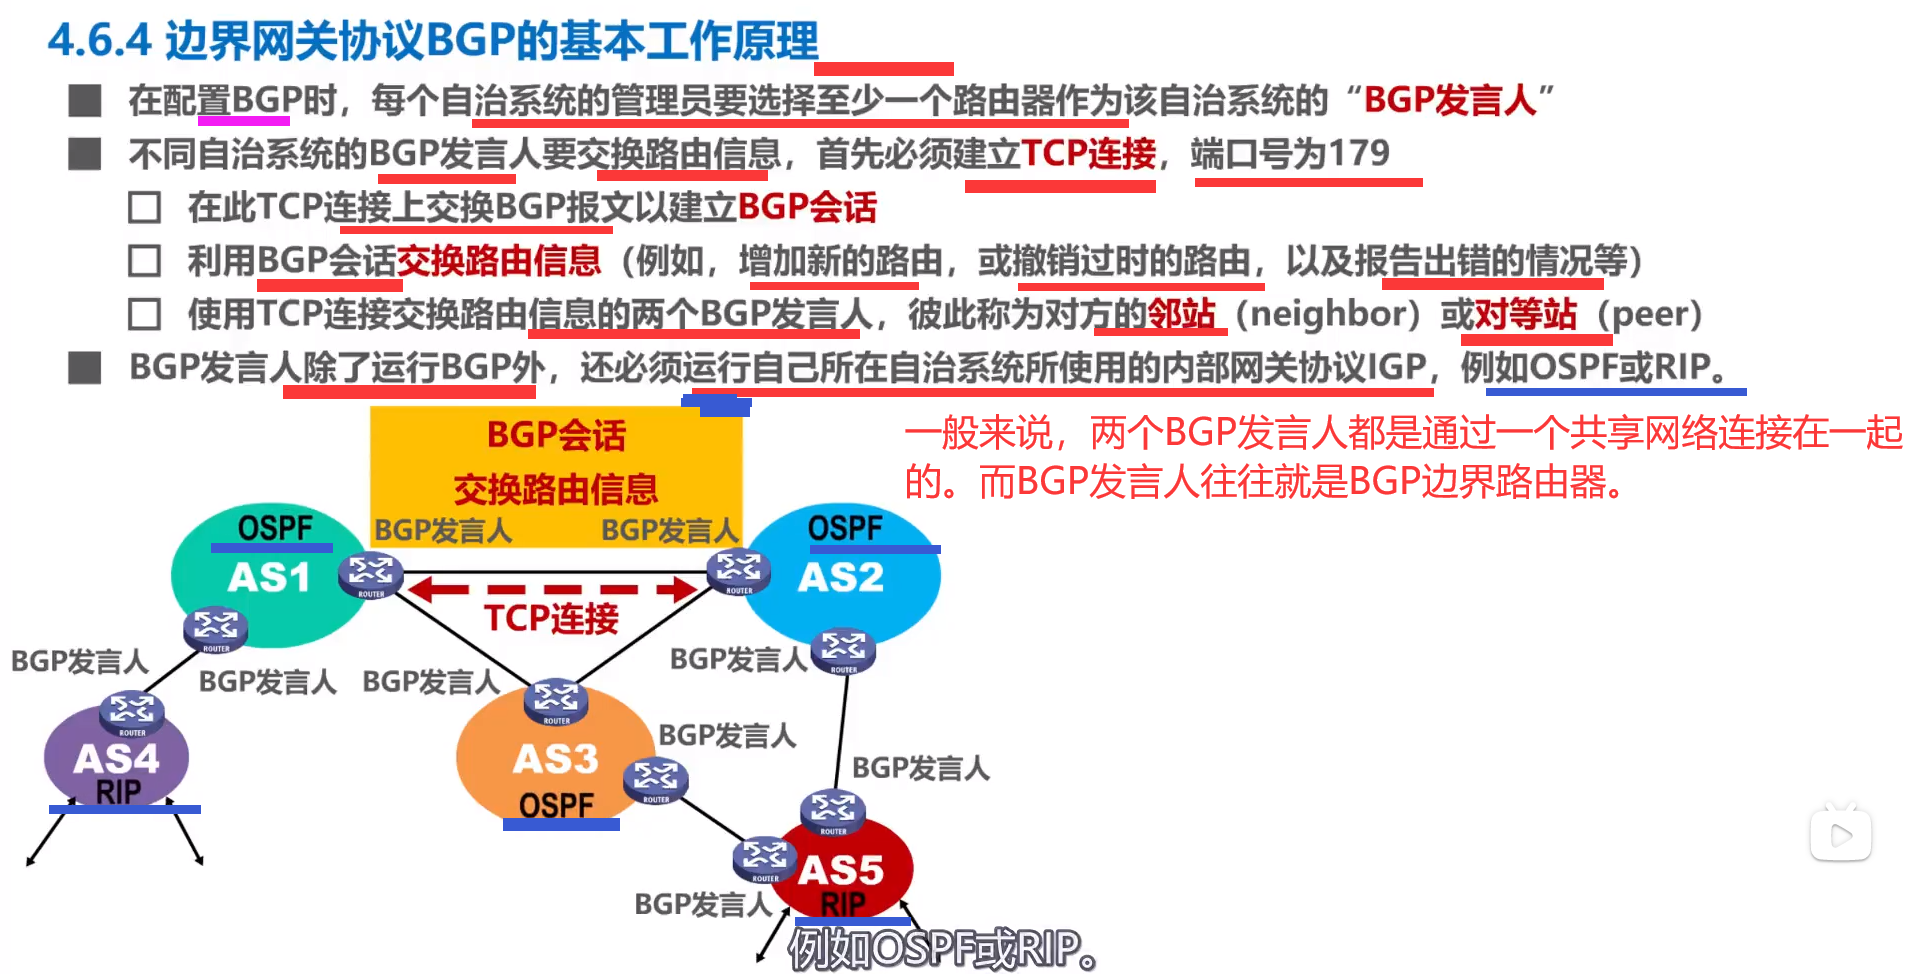 4.6.4 边界网关协议BGP的基本工作原理
在配置BGP时，每个自治系统的管理员要选择至少一个路由器作为该自治系统的“BGP发言人”
不同自治系统的BGP发言人要交换路由信息，首先必须建立TCP连接，端口号为179
在此TCP连接上交换BGP报文以建立BGP会话
利用BGP会话交换路由信息（例如，增加新的路由，或撤销过时的路由，以及报告出错的情况等）
使用TCP连接交换路由信息的两个BGP发言人，彼此称为对方的邻站（neighbor）或对等站（peer）
BGP发言人除了运行BGP外，还必须运行自己所在自治系统所使用的内部网关协议IGP，例如OSPF或RIP。
一般来说，两个BGP发言人都是通过一个共享网络连接在一起
的。而BGP发言人往往就是BGP边界路由器。
BGP会话
交换路由信息
BGP发言人
BGP发言人
OSPF
AS1
ROUTER
ROUTER
OSPF
AS2
TCP连接
ROUTER
ROUTER
BGP发言人
BGP发言人
BGP发言人
BGP发言人
ROUTER
AS4
RIP
ROUTER
AS3
OSPF
BGP发言人
ROUTER
BGP发言人
ROUTER
ROUTER
AS5
RIP
BGP发言人
例如OSPF或RIP。